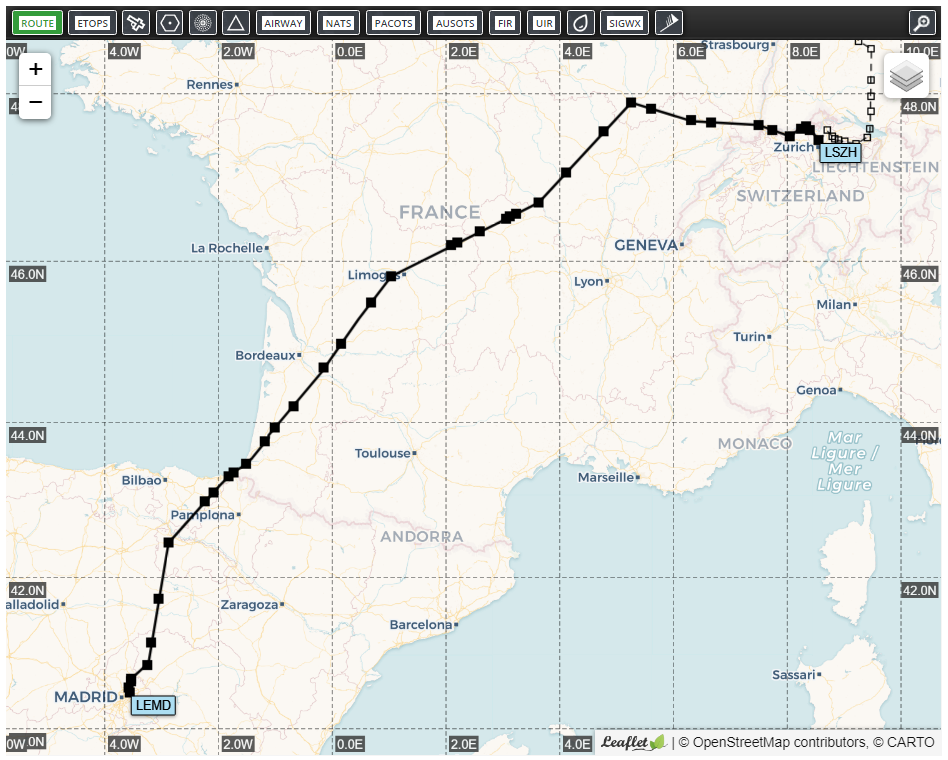 ROUTE ETOPS AIRWAY NATS PACOTS AUSOTS FIR UIR SIGWX
0W 4.0W 2.0W 0.0E 2.0E 4.0E 6.0E 8.0E 10.0E
Strasbourg
+
Rennes
−
48.0N
Zurich LSZH
LIECHTENSTEIN
SWITZERLAND
FRANCE
La Rochelle
GENEVA
46.0N 46.0N
Limoges
Lyon
Milan
Turin
Bordeaux
Genoa
44.0N 44.0N
Mar
Ligure /
Mer
Ligure
MONACO
Toulouse
Marseille
Bilbao
Pamplona
ANDORRA
42.0N 42.0N
alladolid
Zaragoza
Barcelona
Sassari
MADRID
LEMD
0W 0N 4.0W 2.0W 0.0E 2.0E 4.0E
Leaflet | © OpenStreetMap contributors, © CARTO